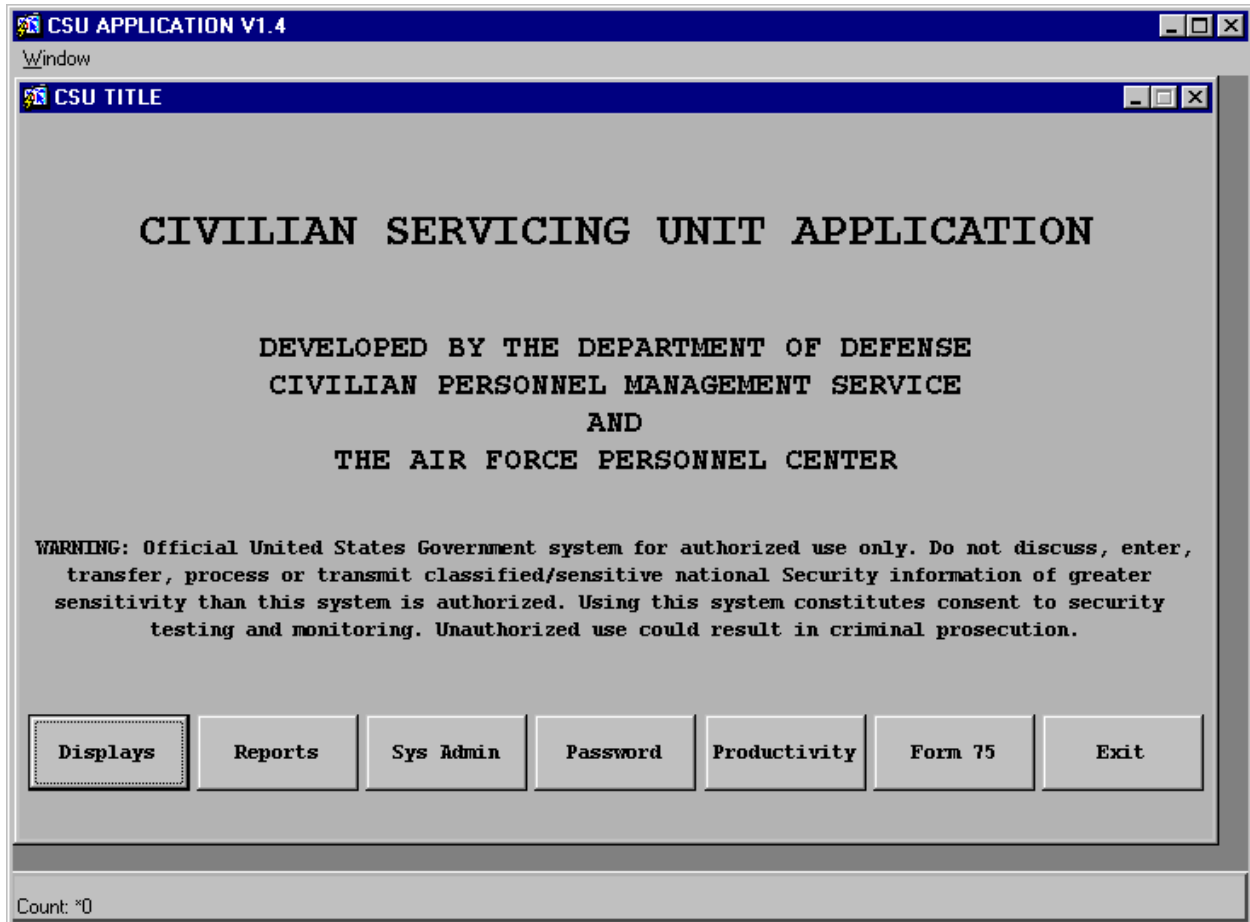 CSU APPLICATION V1.4
Window
CSU TITLE
CIVILIAN SERVICING UNIT APPLICATION
DEVELOPED BY THE DEPARTMENT OF DEFENSE
CIVILIAN PERSONNEL MANAGEMENT SERVICE
AND
THE AIR FORCE PERSONNEL CENTER
WARNING: Official United States Government system for authorized use only. Do not discuss, enter,
transfer, process or transmit classified/sensitive national Security information of greater
sensitivity than this system is authorized. Using this system constitutes consent to security
testing and monitoring. Unauthorized use could result in criminal prosecution.
Displays Reports Sys Admin Password Productivity Form 75 Exit
Count: *0